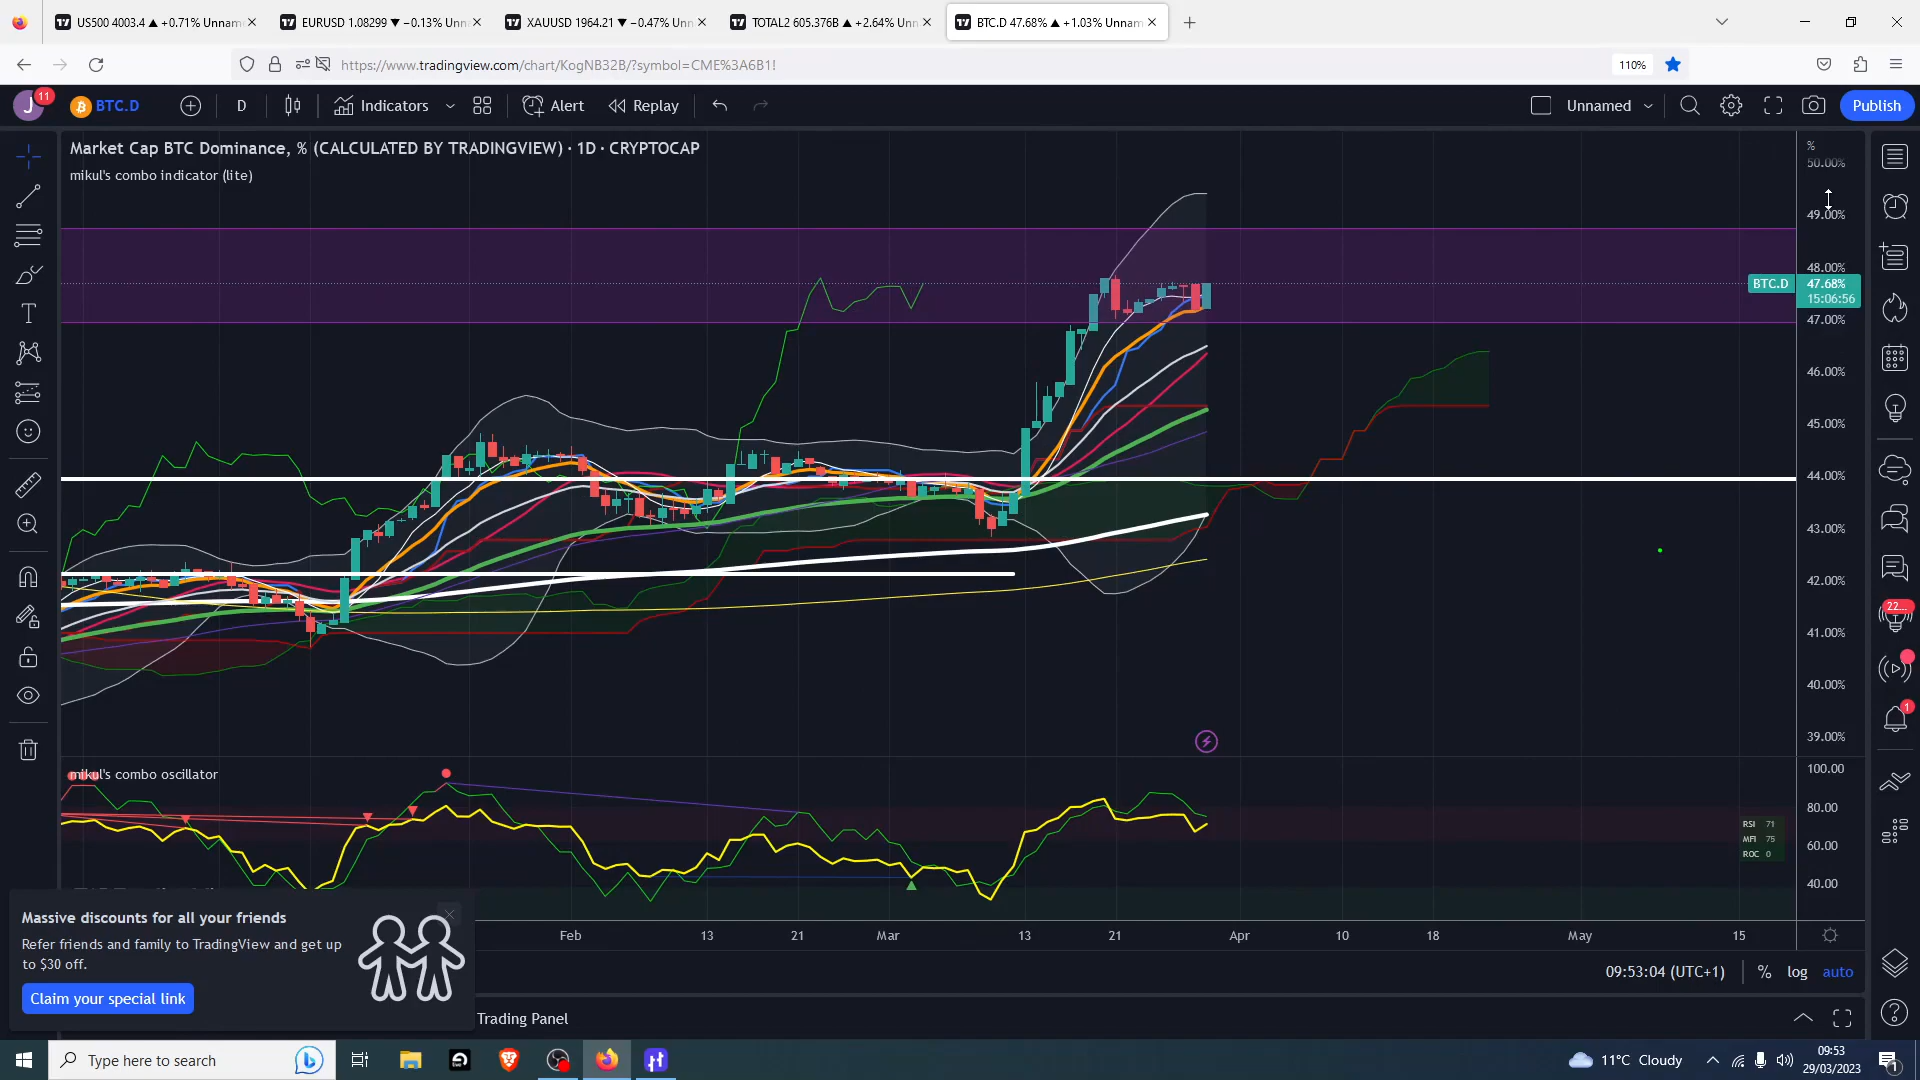 US500 4003.4 ▲ +0.71% Unnam
EURUSD 1.08299 ▼ −0.13% Unn
XAUUSD 1964.21 ▼ −0.47% Unn
TOTAL2 605.376B ▲ +2.64% Unn
BTC.D 47.68% ▲ +1.03% Unnam
https://www.tradingview.com/chart/KogNB32B/?symbol=CME%3A6B1!
110%
J
11
BTC.D
D
Indicators
Alert
Replay
Unnamed
Publish
Market Cap BTC Dominance, % (CALCULATED BY TRADINGVIEW) · 1D · CRYPTOCAP
mikul's combo indicator (lite)
%
50.00%
49.00%
48.00%
BTC.D
47.68%
15:06:56
47.00%
46.00%
45.00%
44.00%
43.00%
42.00%
41.00%
40.00%
39.00%
22...
1
mikul's combo oscillator
100.00
80.00
60.00
40.00
RSI 71
MFI 75
ROC 0
Feb
13
21
Mar
13
21
Apr
10
18
May
15
Massive discounts for all your friends
Refer friends and family to TradingView and get up
to $30 off.
Claim your special link
09:53:04 (UTC+1)
%
log
auto
Trading Panel
Type here to search
11°C Cloudy
09:53
29/03/2023
1